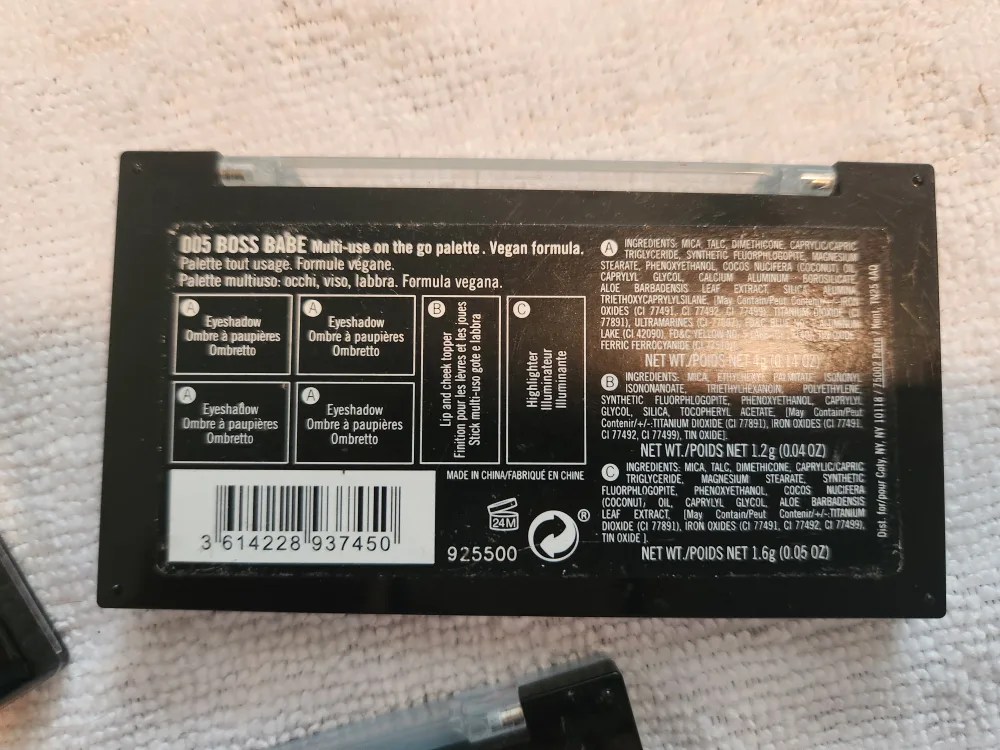 005 BOSS BABE Multi-use on the go palette. Vegan formula.
Palette tout usage. Formule végane.
Palette multiuso: occhi, viso, labbra. Formula vegana.
A
Eyeshadow
Ombre à paupières
Ombretto
A
Eyeshadow
Ombre à paupières
Ombretto
A
Eyeshadow
Ombre à paupières
Ombretto
A
Eyeshadow
Ombre à paupières
Ombretto
B
Lip and cheek topper
Finition pour les lèvres et les joues
Stick multi-uso gote e labbra
C
Highlighter
Illuminateur
Illuminante
MADE IN CHINA/FABRIQUÉ EN CHINE
3 614228 937450
925500
24M
®
A INGREDIENTS: MICA, TALC, DIMETHICONE, CAPRYLIC/CAPRIC
TRIGLYCERIDE, SYNTHETIC FLUORPHLOGOPITE, MAGNESIUM
STEARATE, PHENOXYETHANOL, COCOS NUCIFERA (COCONUT) OIL,
CAPRYLYL GLYCOL, CALCIUM ALUMINUM BOROSILICATE,
ALOE BARBADENSIS LEAF EXTRACT, SILICA, ALUMINA,
TRIETHOXYCAPRYLYLSILANE, [May Contain/Peut Contenir/+/-:IRON
OXIDES (CI 77491, CI 77492, CI 77499), TITANIUM DIOXIDE (CI
77891), ULTRAMARINES (CI 77007), ALUMINUM
LAKE (CI 42090), FD&C YELLOW
FERRIC FERROCYANIDE
NET WT./POIDS NET
B INGREDIENTS: MICA, ETHYLHEXYL PALMITATE, ISONONYL
ISONONANOATE, TRIETHYLHEXANOIN, POLYETHYLENE,
SYNTHETIC FLUORPHLOGOPITE, PHENOXYETHANOL, CAPRYLYL
GLYCOL, SILICA, TOCOPHERYL ACETATE, [May Contain/Peut
Contenir/+/-:TITANIUM DIOXIDE (CI 77891), IRON OXIDES (CI 77491,
CI 77492, CI 77499), TIN OXIDE].
NET WT./POIDS NET 1.2g (0.04 OZ)
C INGREDIENTS: MICA, TALC, DIMETHICONE, CAPRYLIC/CAPRIC
TRIGLYCERIDE, MAGNESIUM STEARATE, SYNTHETIC
FLUORPHLOGOPITE, PHENOXYETHANOL, COCOS NUCIFERA
(COCONUT) OIL, CAPRYLYL GLYCOL, ALOE BARBADENSIS
LEAF EXTRACT, [May Contain/Peut Contenir/+/-:TITANIUM
DIOXIDE (CI 77891), IRON OXIDES (CI 77491, CI 77492, CI 77499),
TIN OXIDE ].
NET WT./POIDS NET 1.6g (0.05 OZ)
Dist. for/pour Coty, NY, NY 10118 / 75002 Paris